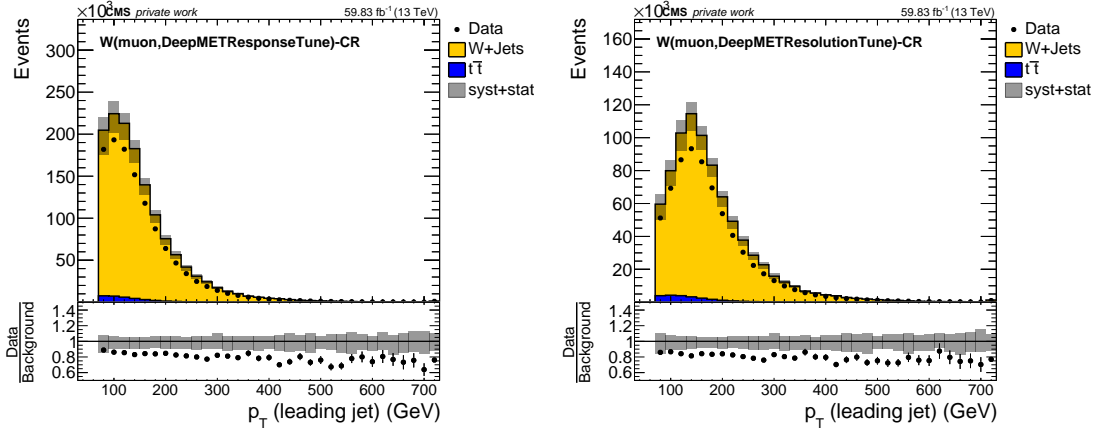 ×10³ CMS private work 59.83 fb⁻¹ (13 TeV)
W(muon,DeepMETResponseTune)-CR
Data
W+Jets
tt̄
syst+stat
Events
300
250
200
150
100
50
Data
Background
1.4
1.2
1
0.8
0.6
100 200 300 400 500 600 700
p_T (leading jet) (GeV)
×10³ CMS private work 59.83 fb⁻¹ (13 TeV)
W(muon,DeepMETResolutionTune)-CR
Data
W+Jets
tt̄
syst+stat
Events
160
140
120
100
80
60
40
20
Data
Background
1.4
1.2
1
0.8
0.6
100 200 300 400 500 600 700
p_T (leading jet) (GeV)